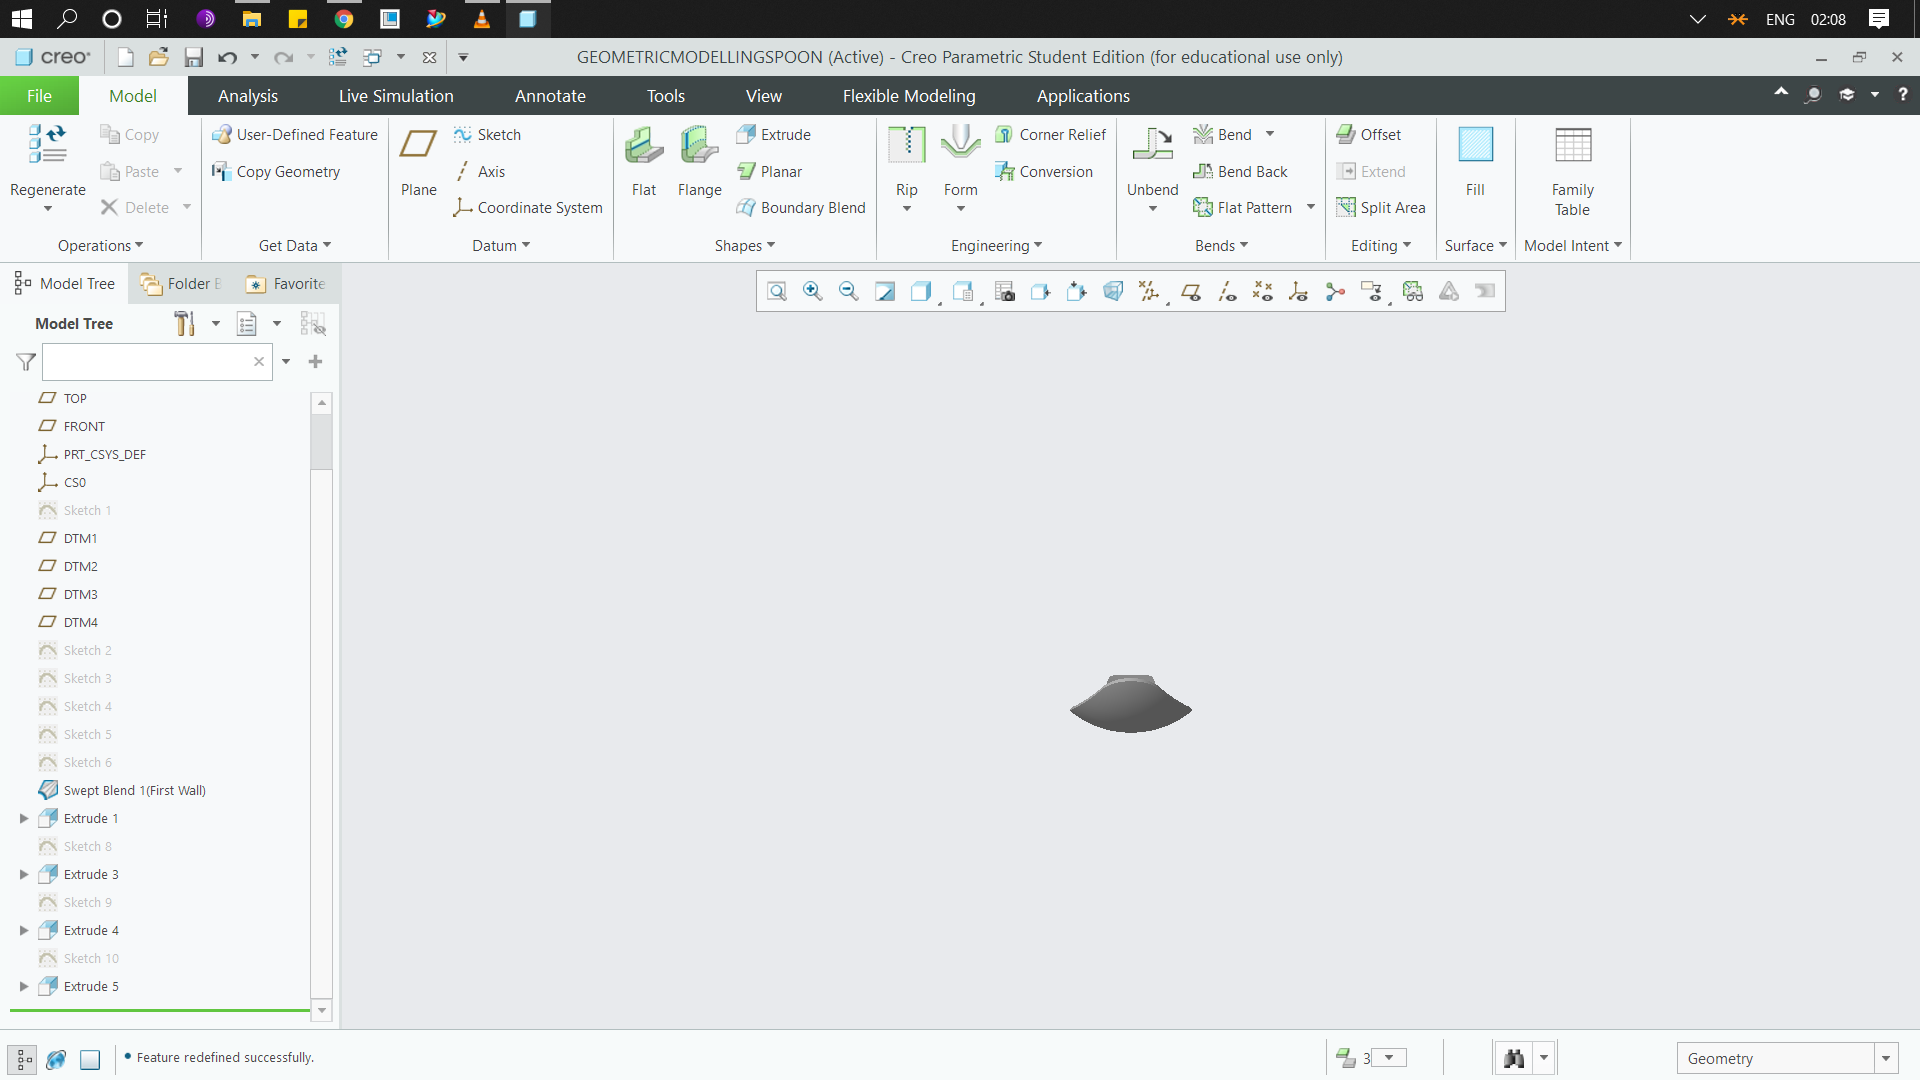 ENG 02:08
creo
GEOMETRICMODELLINGSPOON (Active) - Creo Parametric Student Edition (for educational use only)
File Model Analysis Live Simulation Annotate Tools View Flexible Modeling Applications
Regenerate
Copy
Paste
Delete
Operations
User-Defined Feature
Copy Geometry
Get Data
Plane
Sketch
Axis
Coordinate System
Datum
Flat
Flange
Extrude
Planar
Boundary Blend
Shapes
Rip
Form
Corner Relief
Conversion
Engineering
Unbend
Bend
Bend Back
Flat Pattern
Bends
Offset
Extend
Split Area
Editing
Fill
Surface
Family
Table
Model Intent
Model Tree Folder Favorite
Model Tree
TOP
FRONT
PRT_CSYS_DEF
CS0
Sketch 1
DTM1
DTM2
DTM3
DTM4
Sketch 2
Sketch 3
Sketch 4
Sketch 5
Sketch 6
Swept Blend 1(First Wall)
Extrude 1
Sketch 8
Extrude 3
Sketch 9
Extrude 4
Sketch 10
Extrude 5
Feature redefined successfully.
3
Geometry